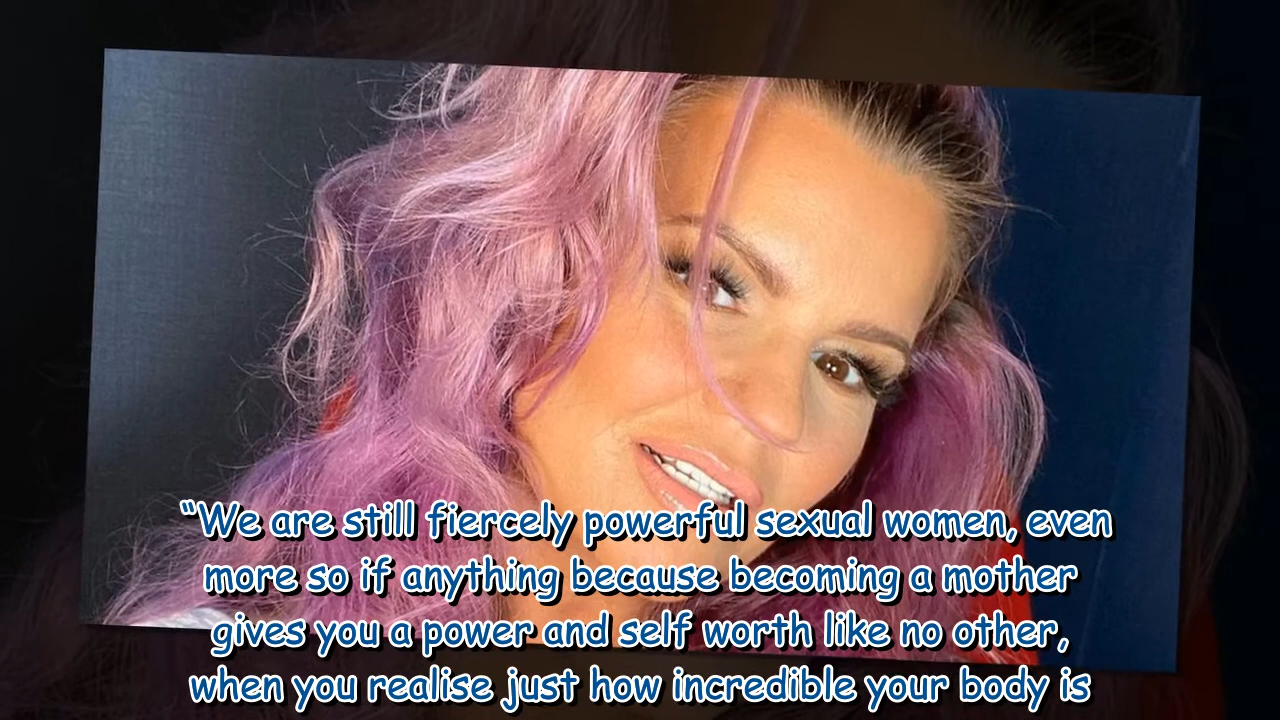 “We are still fiercely powerful sexual women, even
more so if anything because becoming a mother
gives you a power and self worth like no other,
when you realise just how incredible your body is